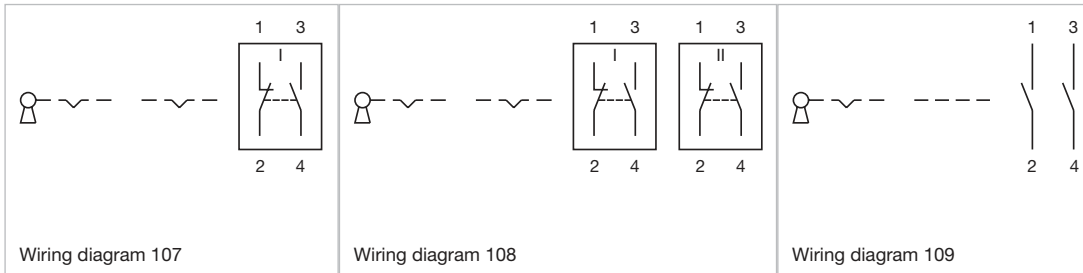 1 3
I
2 4
Wiring diagram 107
1 3 1 3
I II
2 4 2 4
Wiring diagram 108
1 3
2 4
Wiring diagram 109